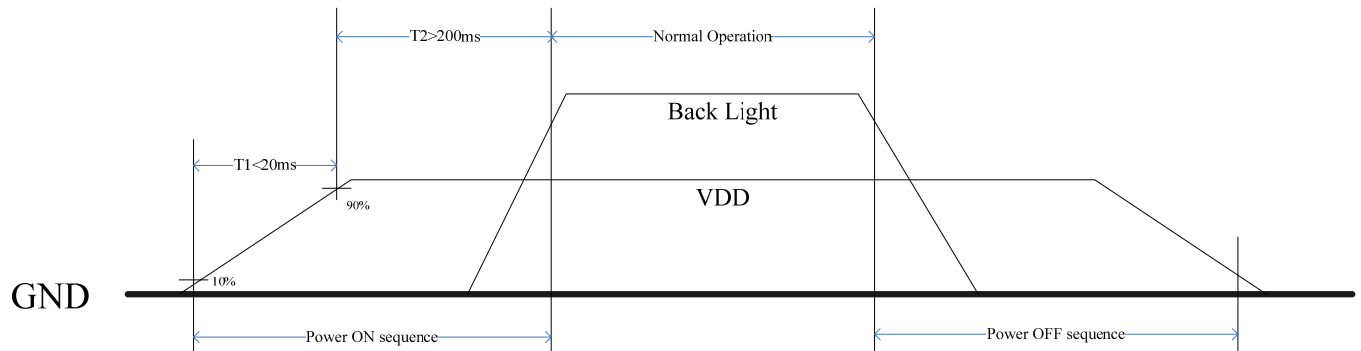 T2>200ms
Normal Operation
Back Light
T1<20ms
VDD
90%
10%
GND
Power ON sequence
Power OFF sequence